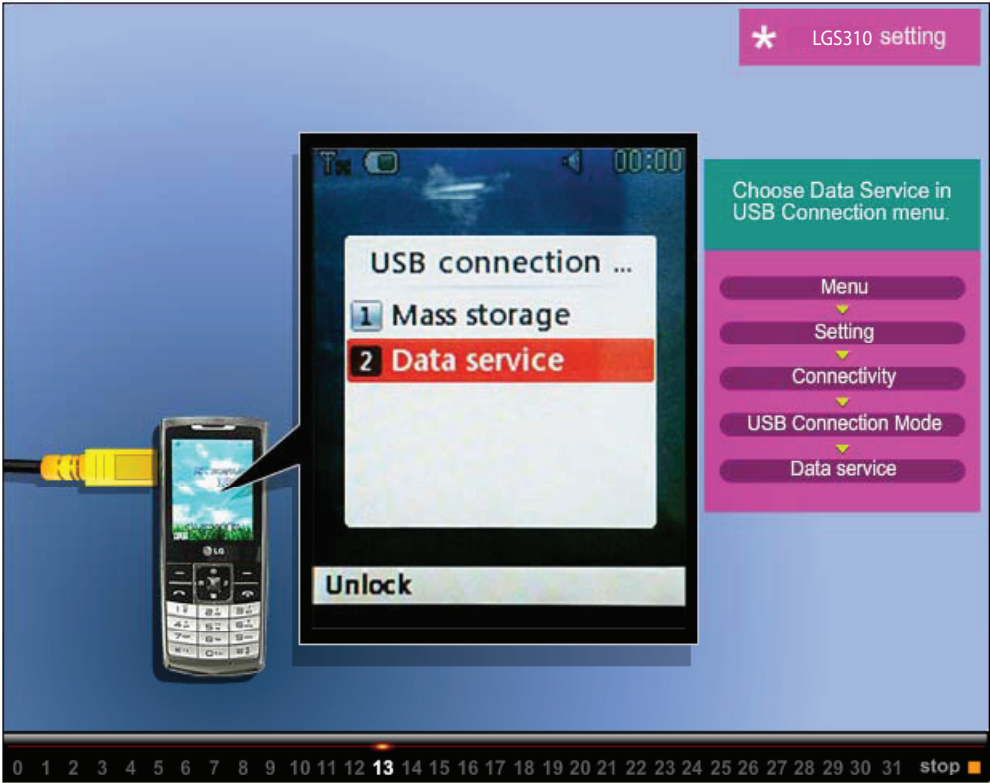 * LGS310 setting
00:00
USB connection ...
1 Mass storage
2 Data service
Unlock
Choose Data Service in
USB Connection menu.
Menu
Setting
Connectivity
USB Connection Mode
Data service
LG
0 1 2 3 4 5 6 7 8 9 10 11 12 13 14 15 16 17 18 19 20 21 22 23 24 25 26 27 28 29 30 31 stop